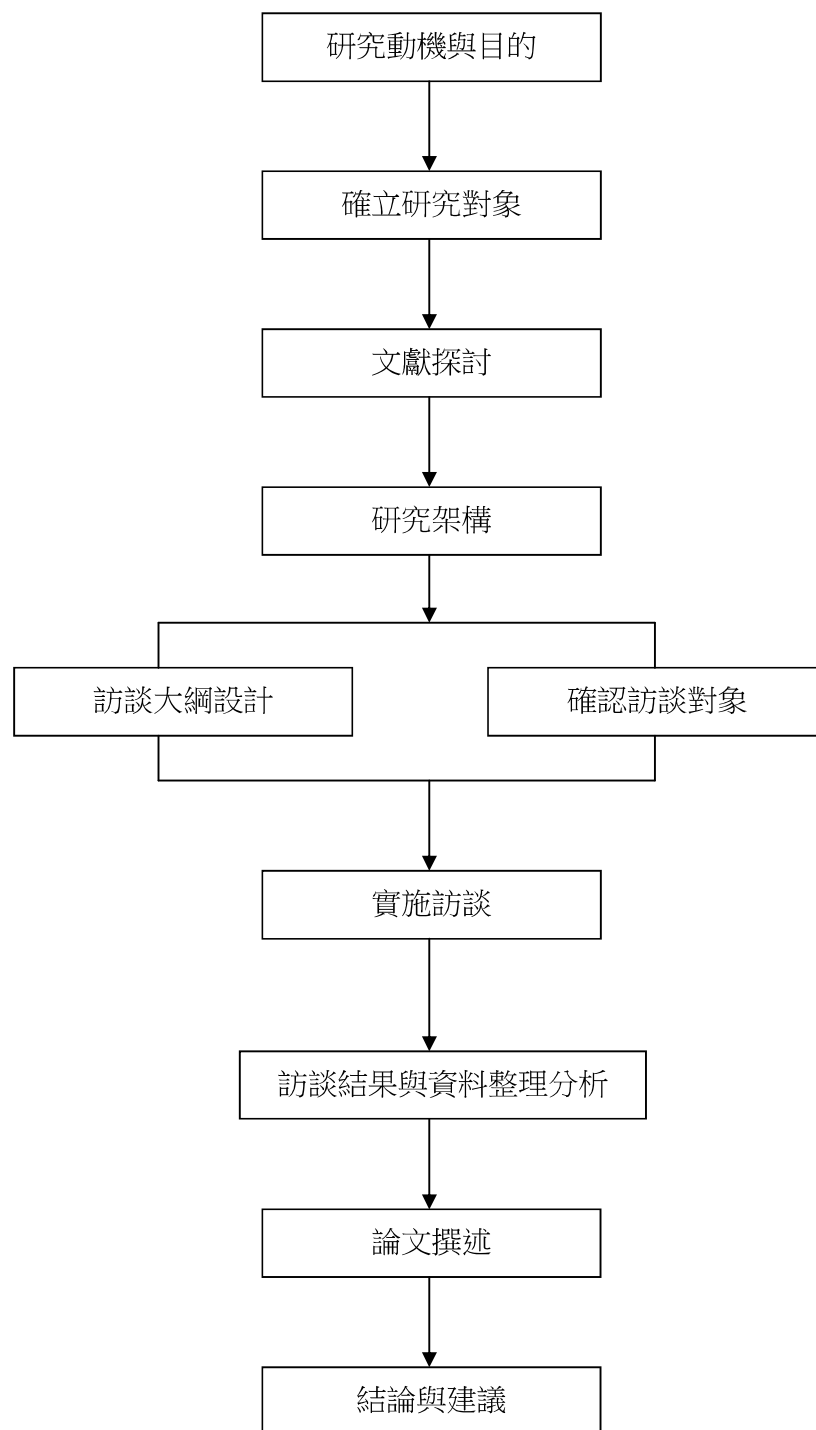 研究動機與目的
確立研究對象
文獻探討
研究架構
訪談大綱設計
確認訪談對象
實施訪談
訪談結果與資料整理分析
論文撰述
結論與建議